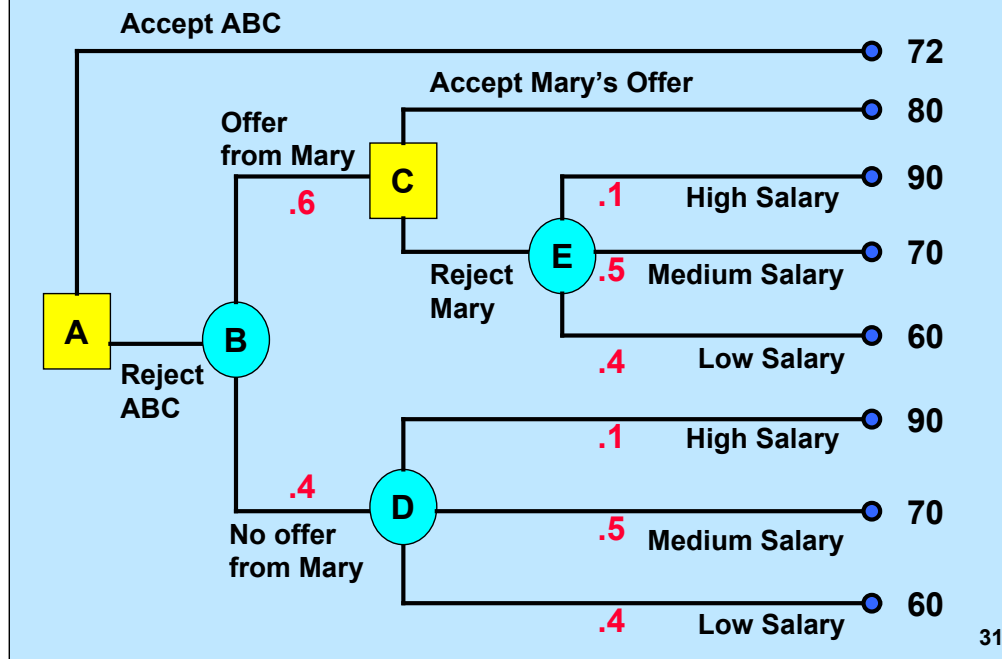 Accept ABC
72
Accept Mary's Offer
80
Offer
from Mary
C
.6
90
.1
High Salary
E
70
Reject
Mary
.5
Medium Salary
A
B
60
Reject
ABC
.4
Low Salary
90
.1
High Salary
.4
D
70
No offer
from Mary
.5
Medium Salary
60
.4
Low Salary
31